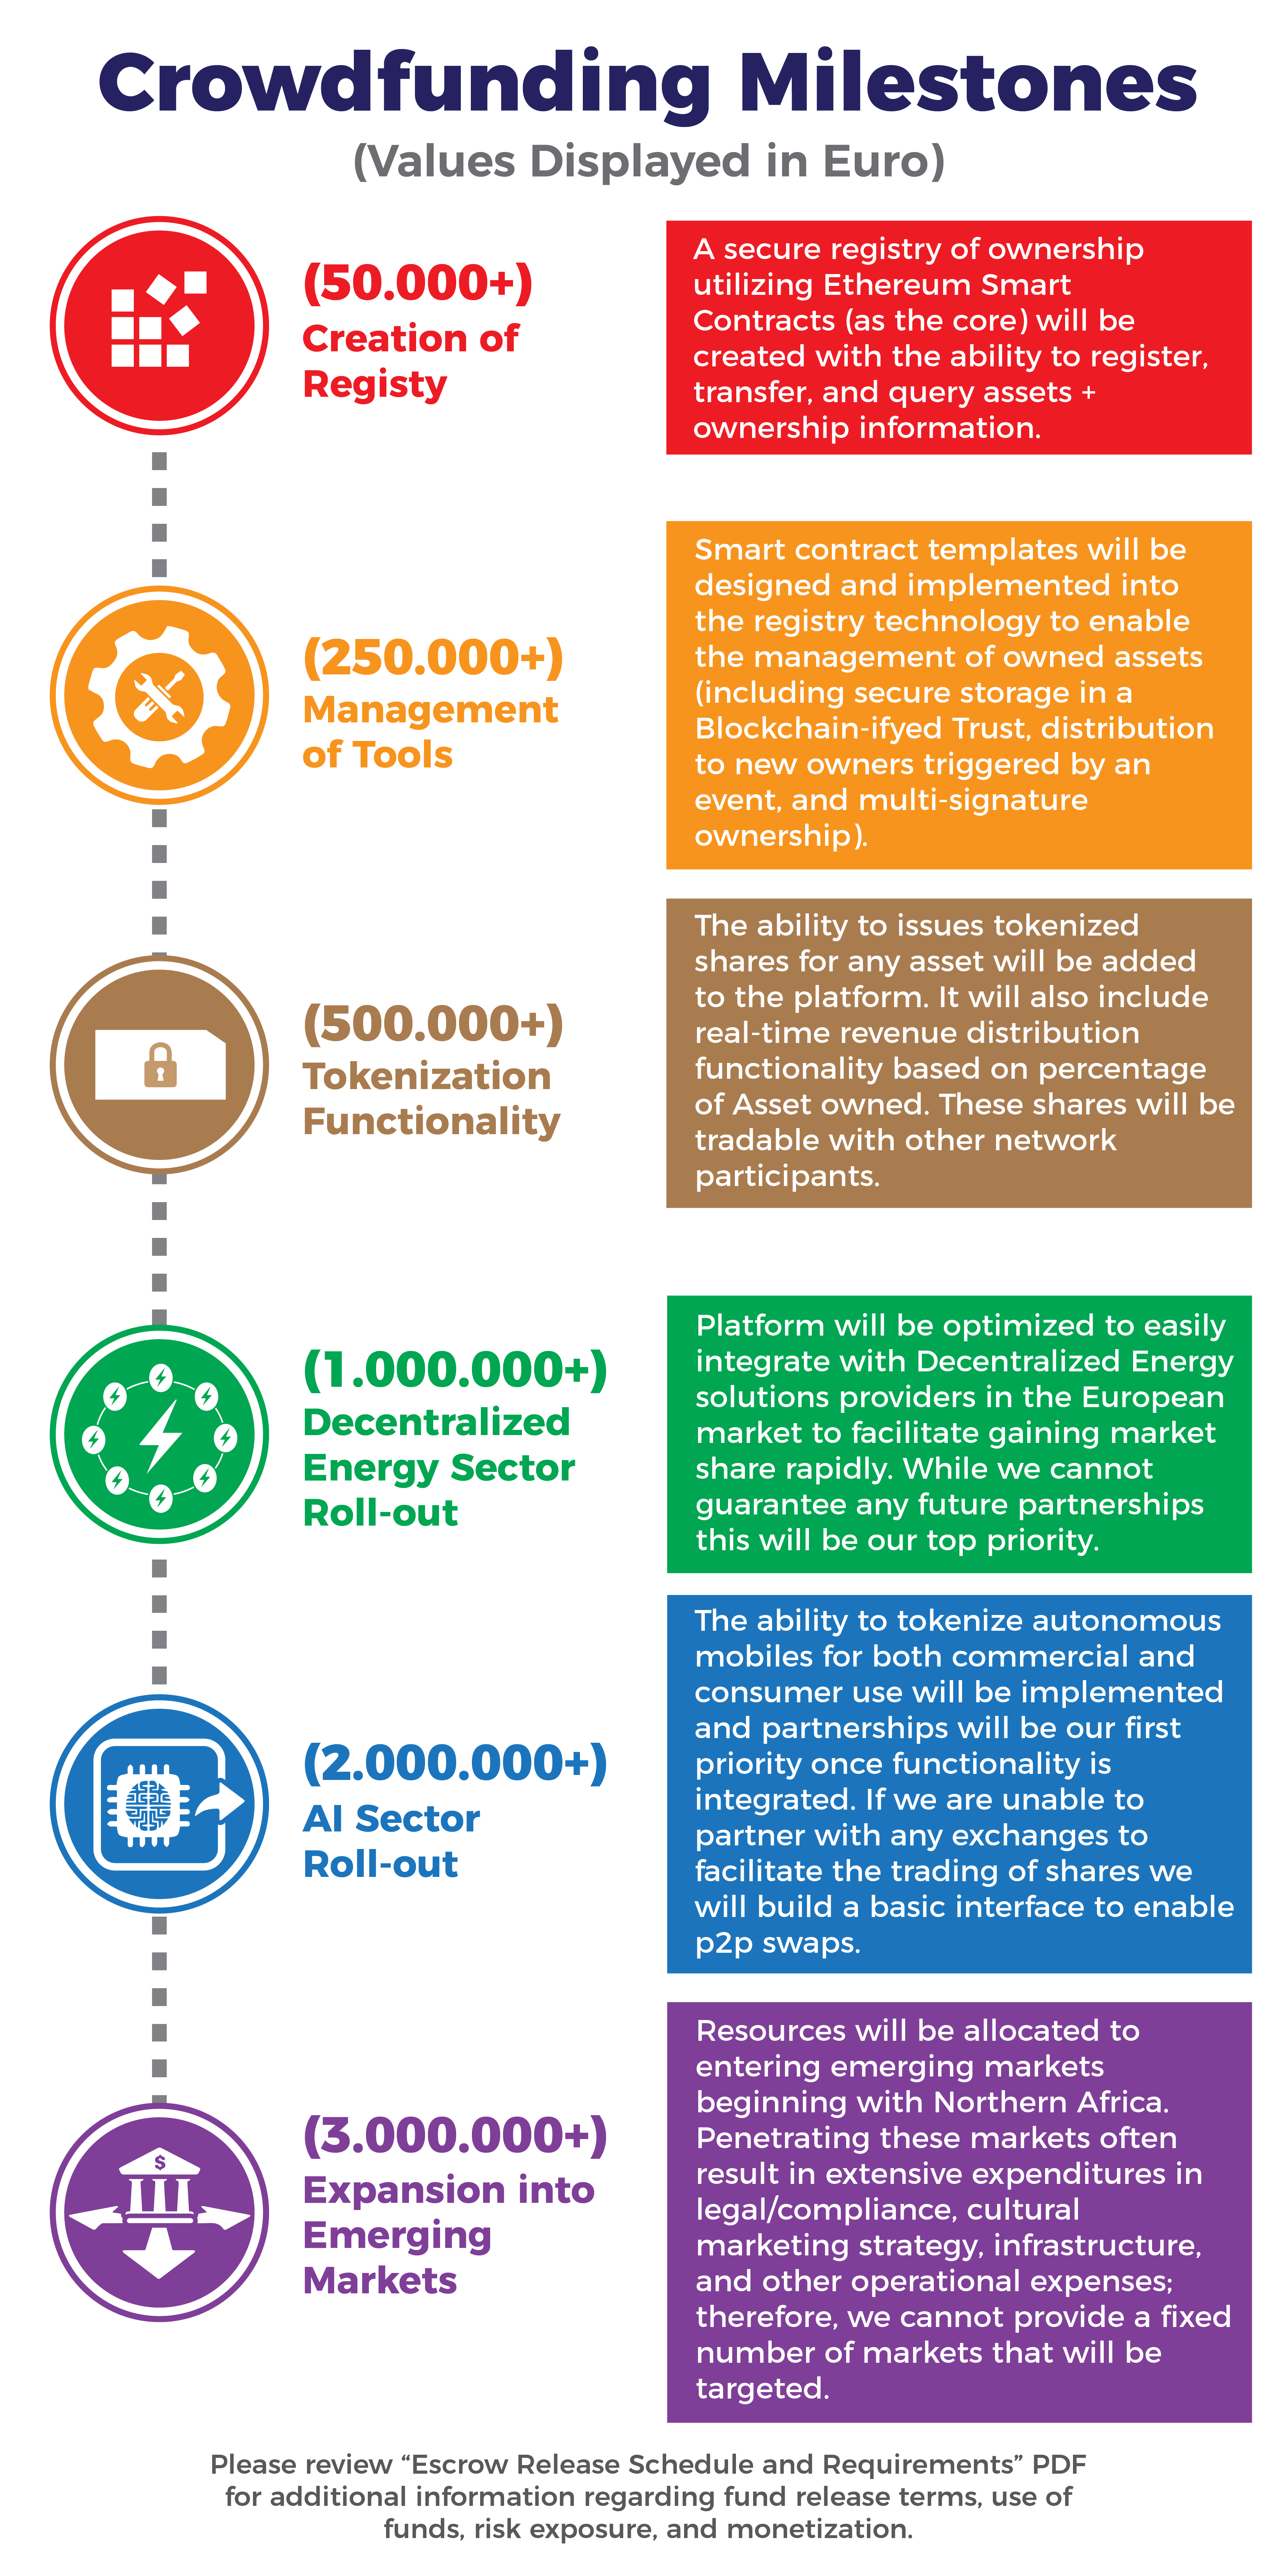 Crowdfunding Milestones
(Values Displayed in Euro)
(50.000+)
Creation of
Registy
A secure registry of ownership
utilizing Ethereum Smart
Contracts (as the core) will be
created with the ability to register,
transfer, and query assets +
ownership information.
(250.000+)
Management
of Tools
Smart contract templates will be
designed and implemented into
the registry technology to enable
the management of owned assets
(including secure storage in a
Blockchain-ifyed Trust, distribution
to new owners triggered by an
event, and multi-signature
ownership).
(500.000+)
Tokenization
Functionality
The ability to issues tokenized
shares for any asset will be added
to the platform. It will also include
real-time revenue distribution
functionality based on percentage
of Asset owned. These shares will be
tradable with other network
participants.
(1.000.000+)
Decentralized
Energy Sector
Roll-out
Platform will be optimized to easily
integrate with Decentralized Energy
solutions providers in the European
market to facilitate gaining market
share rapidly. While we cannot
guarantee any future partnerships
this will be our top priority.
(2.000.000+)
AI Sector
Roll-out
The ability to tokenize autonomous
mobiles for both commercial and
consumer use will be implemented
and partnerships will be our first
priority once functionality is
integrated. If we are unable to
partner with any exchanges to
facilitate the trading of shares we
will build a basic interface to enable
p2p swaps.
$
(3.000.000+)
Expansion into
Emerging
Markets
Resources will be allocated to
entering emerging markets
beginning with Northern Africa.
Penetrating these markets often
result in extensive expenditures in
legal/compliance, cultural
marketing strategy, infrastructure,
and other operational expenses;
therefore, we cannot provide a fixed
number of markets that will be
targeted.
Please review “Escrow Release Schedule and Requirements” PDF
for additional information regarding fund release terms, use of
funds, risk exposure, and monetization.